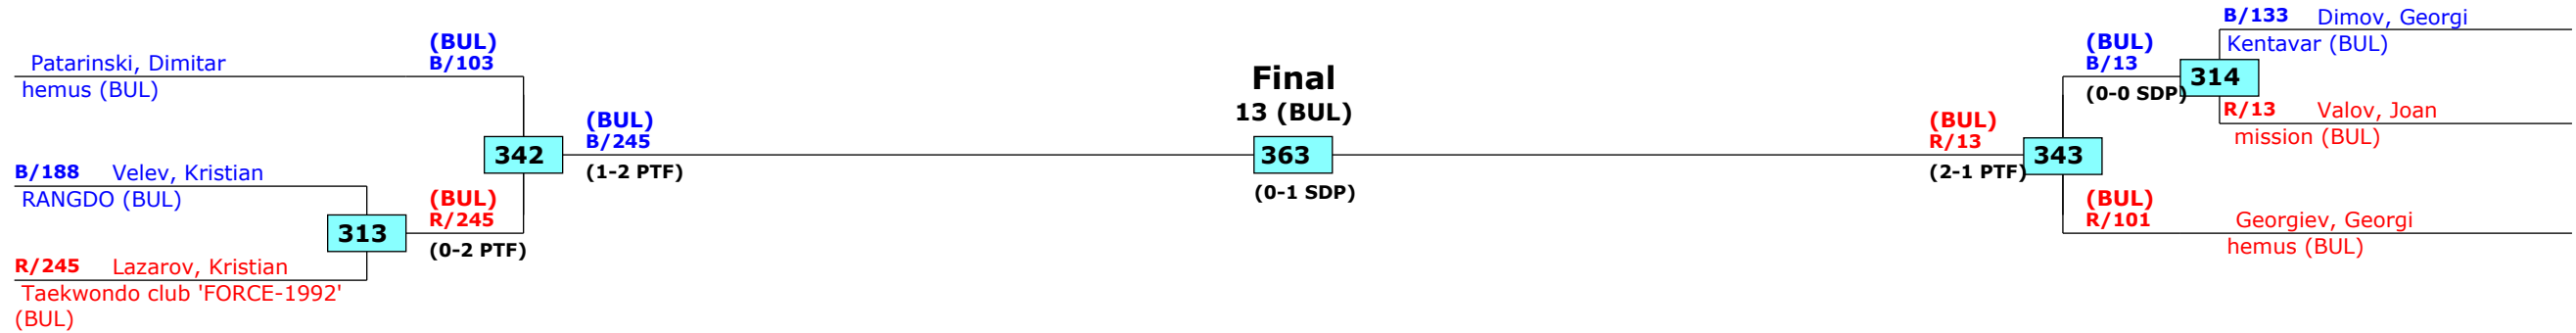 Patarinski, Dimitar
hemus (BUL)
(BUL)
B/103
B/188 Velev, Kristian
RANGDO (BUL)
313
R/245 Lazarov, Kristian
Taekwondo club 'FORCE-1992'
(BUL)
(BUL)
R/245
(0-2 PTF)
342
(BUL)
B/245
(1-2 PTF)
Final
13 (BUL)
363
(0-1 SDP)
(BUL)
R/13
(2-1 PTF)
343
(BUL)
B/13
(0-0 SDP)
314
B/133 Dimov, Georgi
Kentavar (BUL)
R/13 Valov, Joan
mission (BUL)
(BUL)
R/101
Georgiev, Georgi
hemus (BUL)